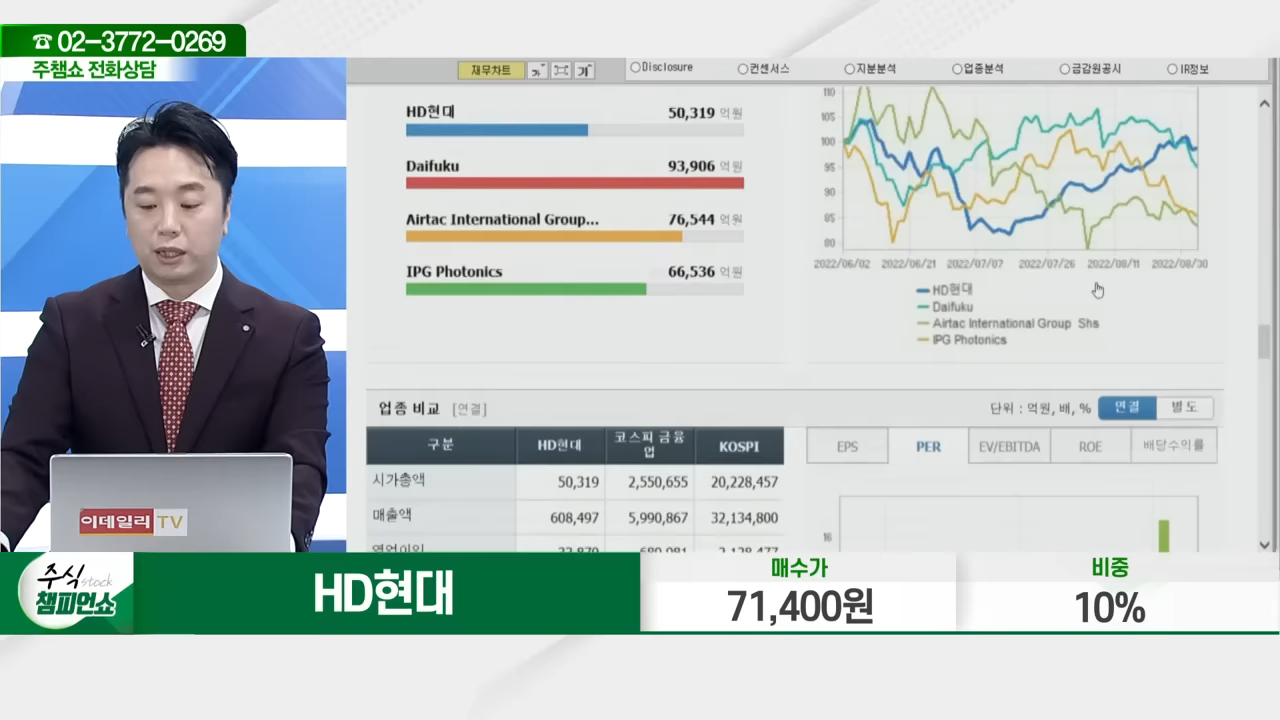 ☎ 02-3772-0269
주챔쇼 전화상담
재무차트
Disclosure
컨센서스
지분분석
업종분석
금감원공시
IR정보
HD현대 50,319 억원
Daifuku 93,906 억원
Airtac International Group... 76,544 억원
IPG Photonics 66,536 억원
110
105
100
95
90
85
80
2022/06/02 2022/06/21 2022/07/07 2022/07/26 2022/08/11 2022/08/30
HD현대
Daifuku
Airtac International Group Shs
IPG Photonics
업종 비교 [연결]
단위 : 억원, 배, % 연결 별도
구분 HD현대 코스피 금융업 KOSPI
시가총액 50,319 2,550,655 20,228,457
매출액 608,497 5,990,867 32,134,800
EPS PER EV/EBITDA ROE 배당수익률
16
이데일리 TV
주식 stock
챔피언쇼
HD현대
매수가
71,400원
비중
10%